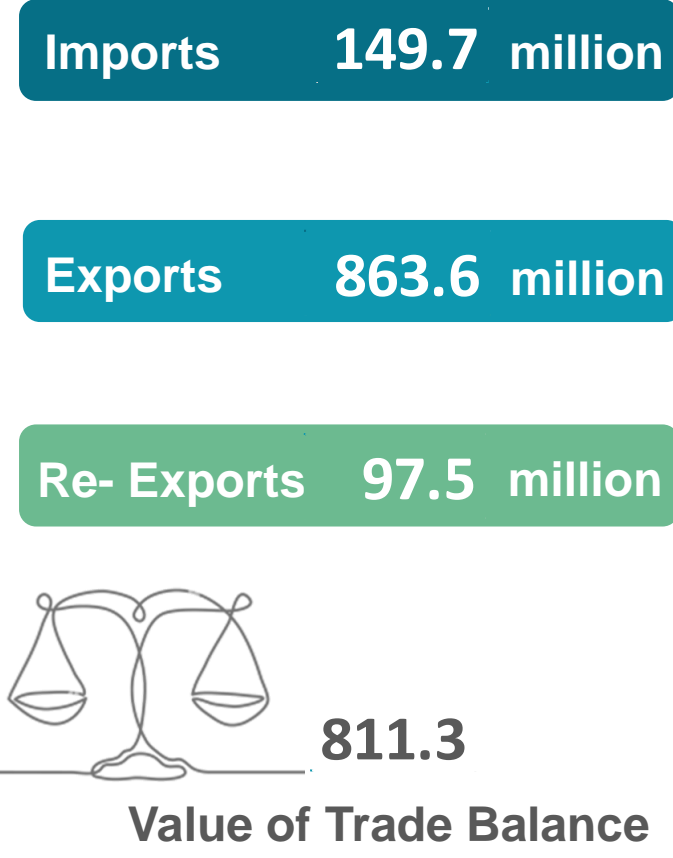 Imports 149.7 million
Exports 863.6 million
Re- Exports 97.5 million
811.3
Value of Trade Balance